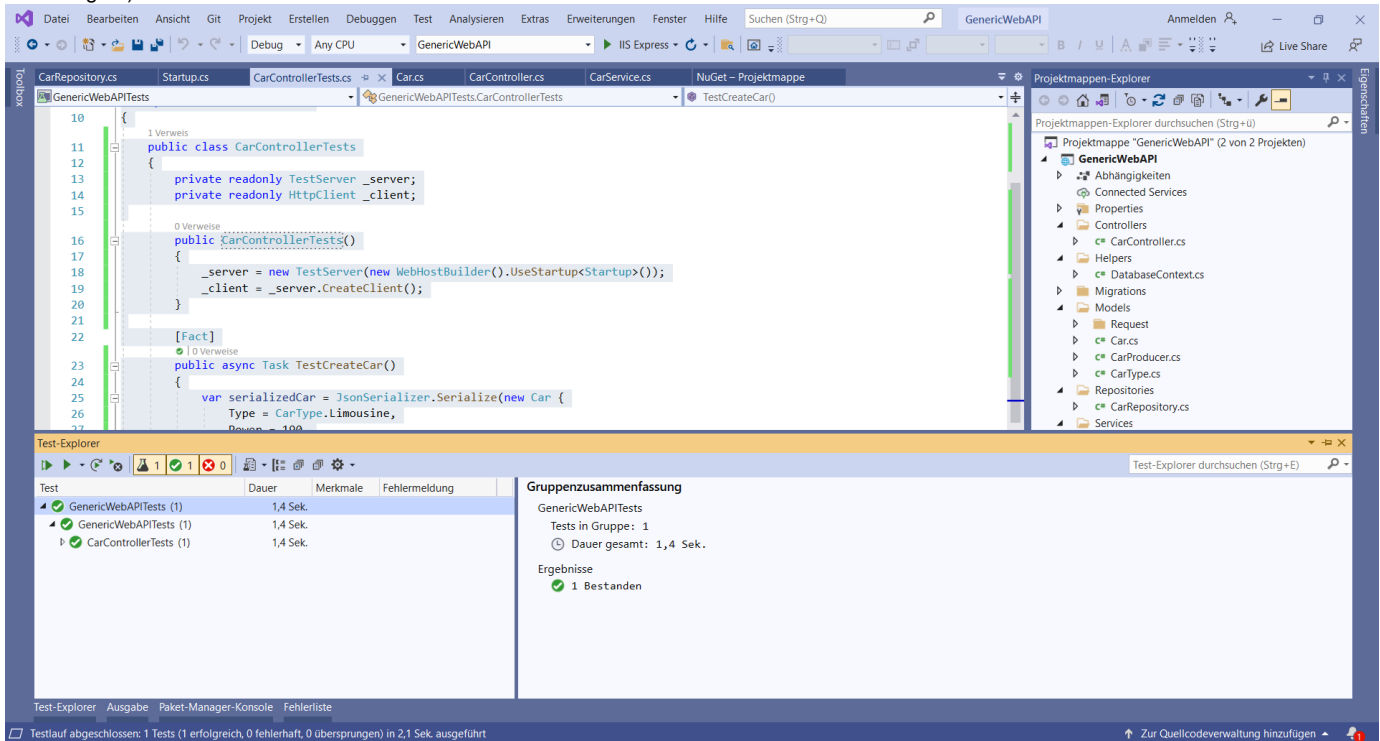 Datei Bearbeiten Ansicht Git Projekt Erstellen Debuggen Test Analysieren Extras Erweiterungen Fenster Hilfe Suchen (Strg+Q) GenericWebAPI Anmelden
Debug Any CPU GenericWebAPI IIS Express Live Share
Toolbox
CarRepository.cs Startup.cs CarControllerTests.cs Car.cs CarController.cs CarService.cs NuGet – Projektmappe
GenericWebAPITests GenericWebAPITests.CarControllerTests TestCreateCar()
10 {
1 Verweis
11 public class CarControllerTests
12 {
13 private readonly TestServer _server;
14 private readonly HttpClient _client;
15
0 Verweise
16 public CarControllerTests()
17 {
18 _server = new TestServer(new WebHostBuilder().UseStartup<Startup>());
19 _client = _server.CreateClient();
20 }
21
22 [Fact]
0 Verweise
23 public async Task TestCreateCar()
24 {
25 var serializedCar = JsonSerializer.Serialize(new Car {
26 Type = CarType.Limousine,
27 Power = 190
Projektmappen-Explorer
Projektmappen-Explorer durchsuchen (Strg+ü)
Projektmappe "GenericWebAPI" (2 von 2 Projekten)
GenericWebAPI
Abhängigkeiten
Connected Services
Properties
Controllers
C# CarController.cs
Helpers
C# DatabaseContext.cs
Migrations
Models
Request
C# Car.cs
C# CarProducer.cs
C# CarType.cs
Repositories
C# CarRepository.cs
Services
Eigenschaften
Test-Explorer
1 1 0 Test-Explorer durchsuchen (Strg+E)
Test Dauer Merkmale Fehlermeldung
GenericWebAPITests (1) 1,4 Sek.
GenericWebAPITests (1) 1,4 Sek.
CarControllerTests (1) 1,4 Sek.
Gruppenzusammenfassung
GenericWebAPITests
Tests in Gruppe: 1
Dauer gesamt: 1,4 Sek.
Ergebnisse
1 Bestanden
Test-Explorer Ausgabe Paket-Manager-Konsole Fehlerliste
Testlauf abgeschlossen: 1 Tests (1 erfolgreich, 0 fehlerhaft, 0 übersprungen) in 2,1 Sek. ausgeführt Zur Quellcodeverwaltung hinzufügen 1